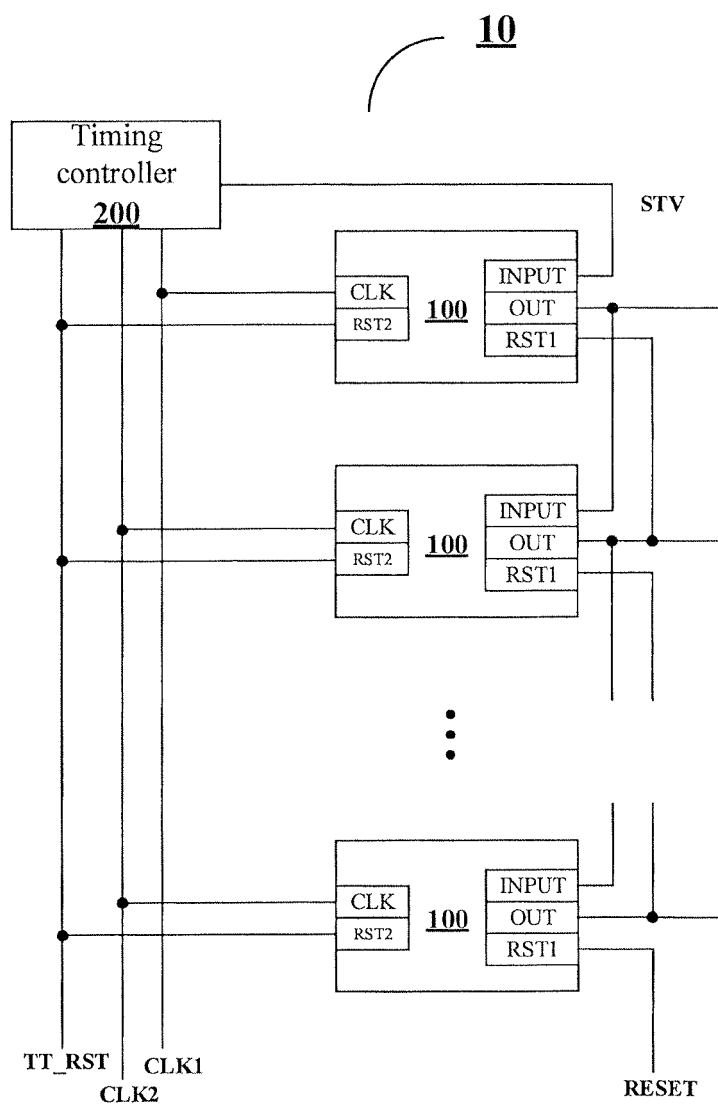 10
Timing
controller
200
STV
INPUT
CLK
100
OUT
RST2
RST1
INPUT
CLK
100
OUT
RST2
RST1
INPUT
CLK
100
OUT
RST2
RST1
TT_RST
CLK1
CLK2
RESET